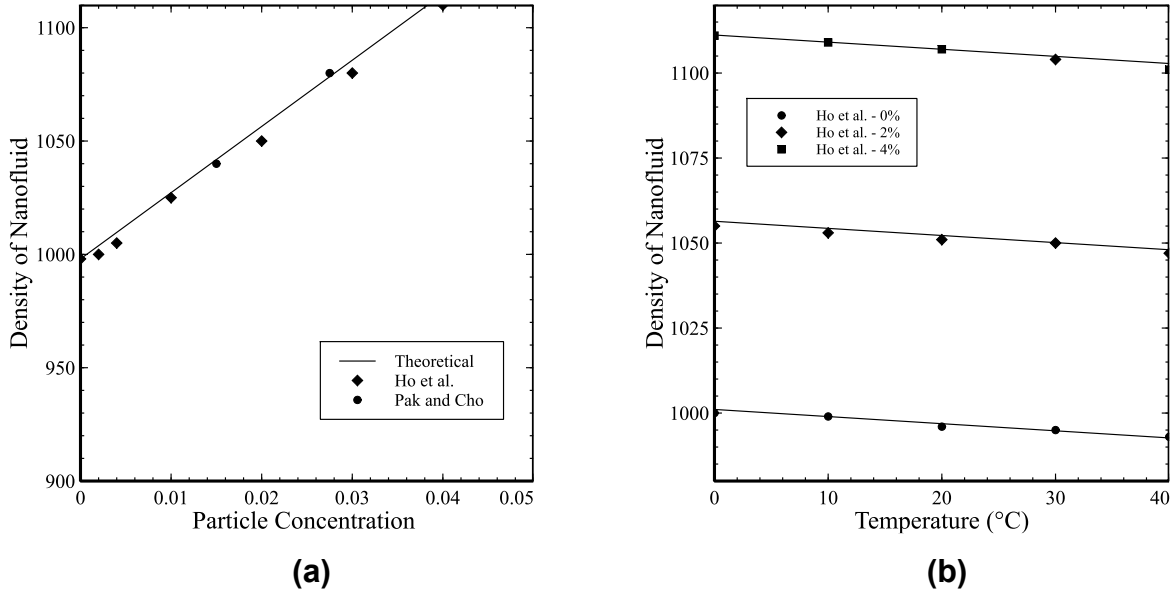 1100
1050
1000
950
900
Density of Nanofluid
Theoretical
Ho et al.
Pak and Cho
0 0.01 0.02 0.03 0.04 0.05
Particle Concentration
(a)
1100
1075
1050
1025
1000
Density of Nanofluid
Ho et al. - 0%
Ho et al. - 2%
Ho et al. - 4%
0 10 20 30 40
Temperature (°C)
(b)